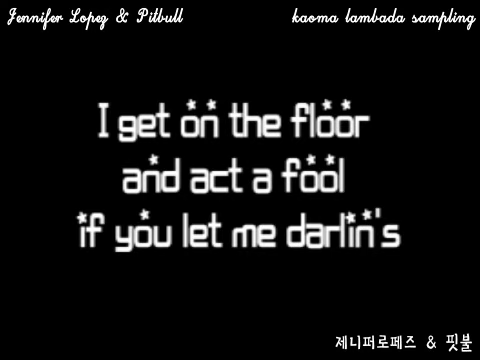 Jennifer Lopez & Pitbull
kaoma lambada sampling
I get on the floor
and act a fool
if you let me darlin's
제니퍼로페즈 & 핏불